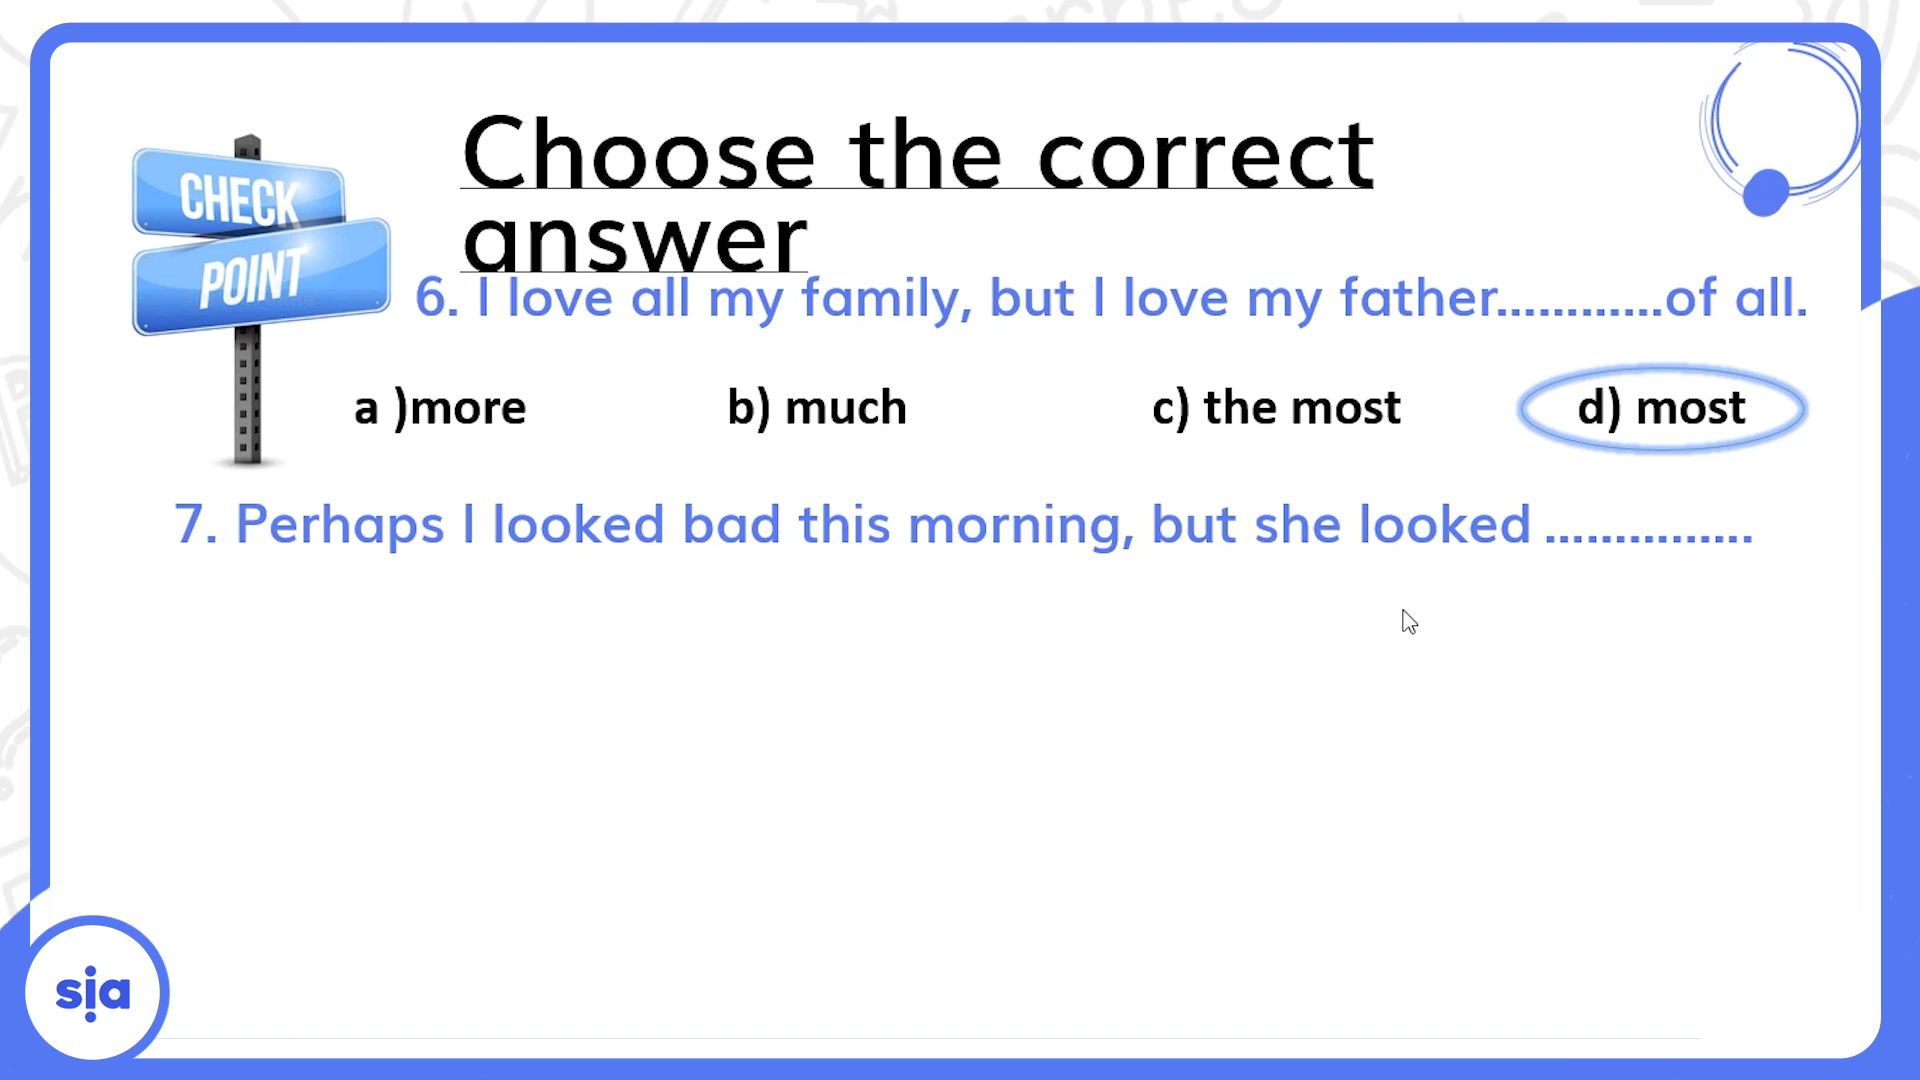 Choose the correct
answer
CHECK
POINT
6. I love all my family, but I love my father............of all.
a )more b) much c) the most d) most
7. Perhaps I looked bad this morning, but she looked ...............
sia